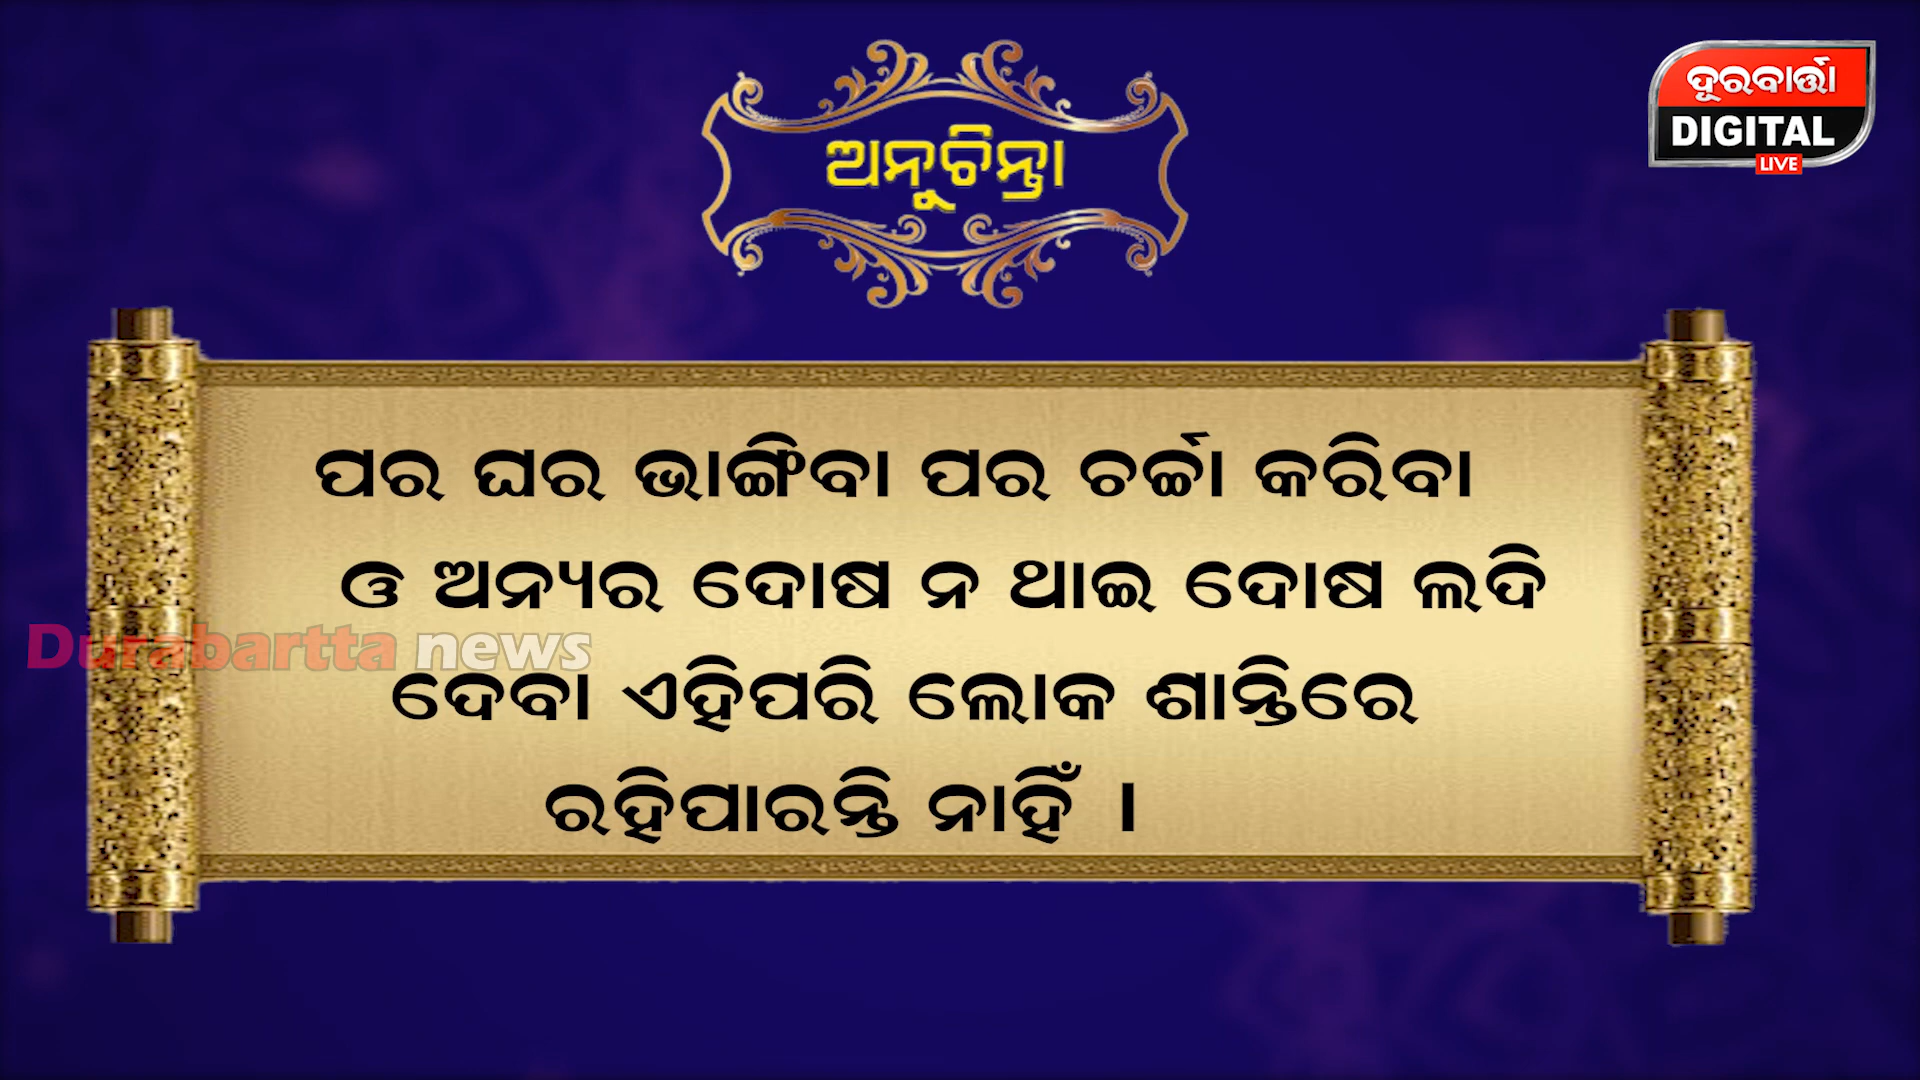 ଅନୁଚିନ୍ତା
ଦୂରବାର୍ତ୍ତା
DIGITAL
LIVE
ପର ଘର ଭାଙ୍ଗିବା ପର ଚର୍ଚ୍ଚା କରିବା
ଓ ଅନ୍ୟର ଦୋଷ ନ ଥାଇ ଦୋଷ ଲଦି
Durabartta news
ଦେବା ଏହିପରି ଲୋକ ଶାନ୍ତିରେ
ରହିପାରନ୍ତି ନାହିଁ ।